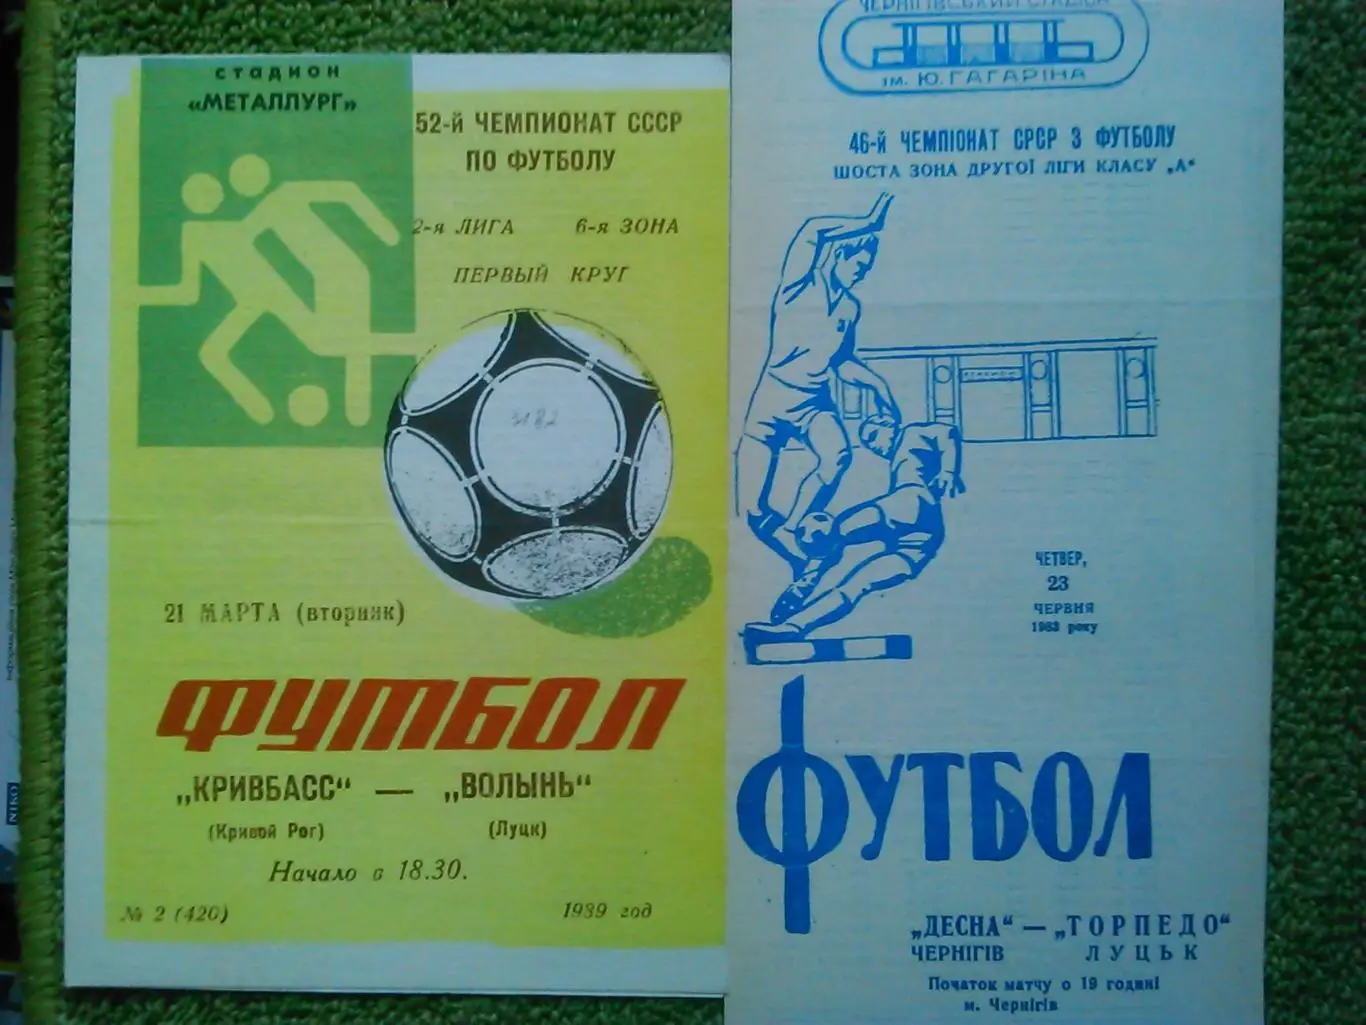 СТАДИОН
«МЕТАЛЛУРГ»
52-й ЧЕМПИОНАТ СССР
ПО ФУТБОЛУ
2-я ЛИГА 6-я ЗОНА
ПЕРВЫЙ КРУГ
3182
21 МАРТА (вторник)
ФУТБОЛ
„КРИВБАСС“ — „ВОЛЫНЬ“
(Кривой Рог) (Луцк)
Начало в 18.30.
№ 2 (420) 1989 год
ЧЕРНІГІВСЬКИЙ СТАДІОН
ім. Ю. ГАГАРІНА
46-й ЧЕМПІОНАТ СРСР З ФУТБОЛУ
ШОСТА ЗОНА ДРУГОЇ ЛІГИ КЛАСУ „А“
ЧЕТВЕР,
23
ЧЕРВНЯ
1983 року
ФУТБОЛ
„ДЕСНА“ — „ТОРПЕДО“
ЧЕРНІГІВ ЛУЦЬК
Початок матчу о 19 годині
м. Чернігів